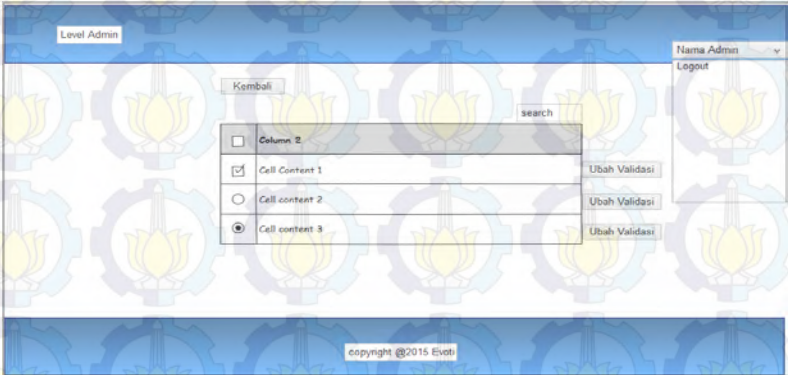 Level Admin
Nama Admin
Logout
Kembali
search
Column 2
Cell Content 1
Ubah Validasi
Cell content 2
Ubah Validasi
Cell content 3
Ubah Validasi
copyright @2015 Evoti